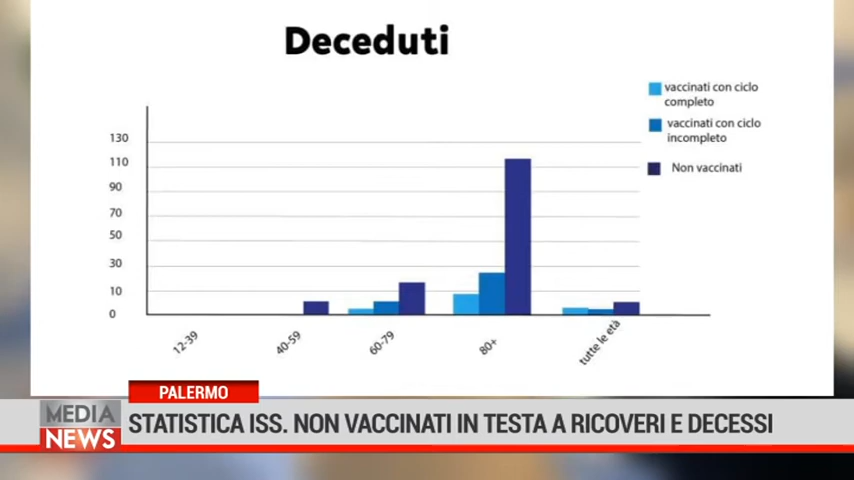 Deceduti
vaccinati con ciclo
completo
vaccinati con ciclo
incompleto
Non vaccinati
130
110
90
70
50
30
10
0
12-39
40-59
60-79
80+
tutte le età
PALERMO
MEDIA
NEWS
STATISTICA ISS. NON VACCINATI IN TESTA A RICOVERI E DECESSI